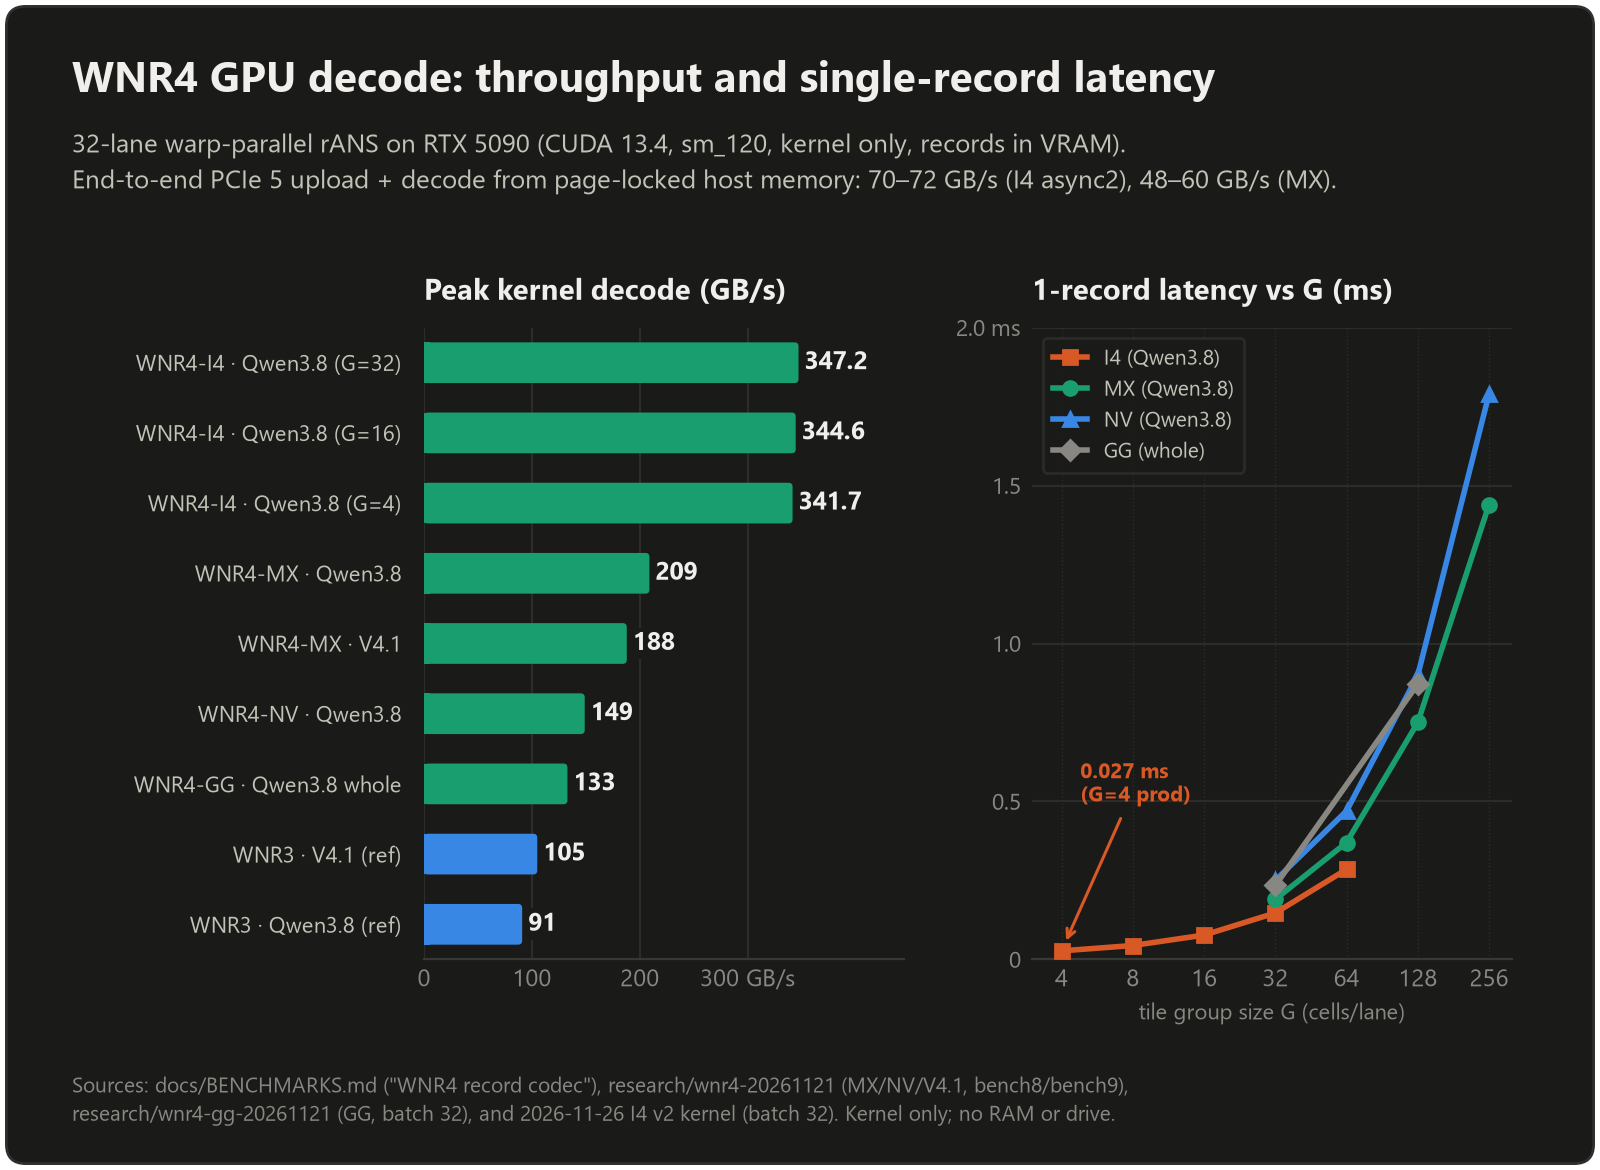 WNR4 GPU decode: throughput and single-record latency
32-lane warp-parallel rANS on RTX 5090 (CUDA 13.4, sm_120, kernel only, records in VRAM).
End-to-end PCIe 5 upload + decode from page-locked host memory: 70–72 GB/s (I4 async2), 48–60 GB/s (MX).
Peak kernel decode (GB/s)
WNR4-I4 · Qwen3.8 (G=32) 347.2
WNR4-I4 · Qwen3.8 (G=16) 344.6
WNR4-I4 · Qwen3.8 (G=4) 341.7
WNR4-MX · Qwen3.8 209
WNR4-MX · V4.1 188
WNR4-NV · Qwen3.8 149
WNR4-GG · Qwen3.8 whole 133
WNR3 · V4.1 (ref) 105
WNR3 · Qwen3.8 (ref) 91
0 100 200 300 GB/s
1-record latency vs G (ms)
2.0 ms
I4 (Qwen3.8)
MX (Qwen3.8)
NV (Qwen3.8)
GG (whole)
1.5
1.0
0.027 ms
(G=4 prod)
0.5
0
4 8 16 32 64 128 256
tile group size G (cells/lane)
Sources: docs/BENCHMARKS.md ("WNR4 record codec"), research/wnr4-20261121 (MX/NV/V4.1, bench8/bench9),
research/wnr4-gg-20261121 (GG, batch 32), and 2026-11-26 I4 v2 kernel (batch 32). Kernel only; no RAM or drive.